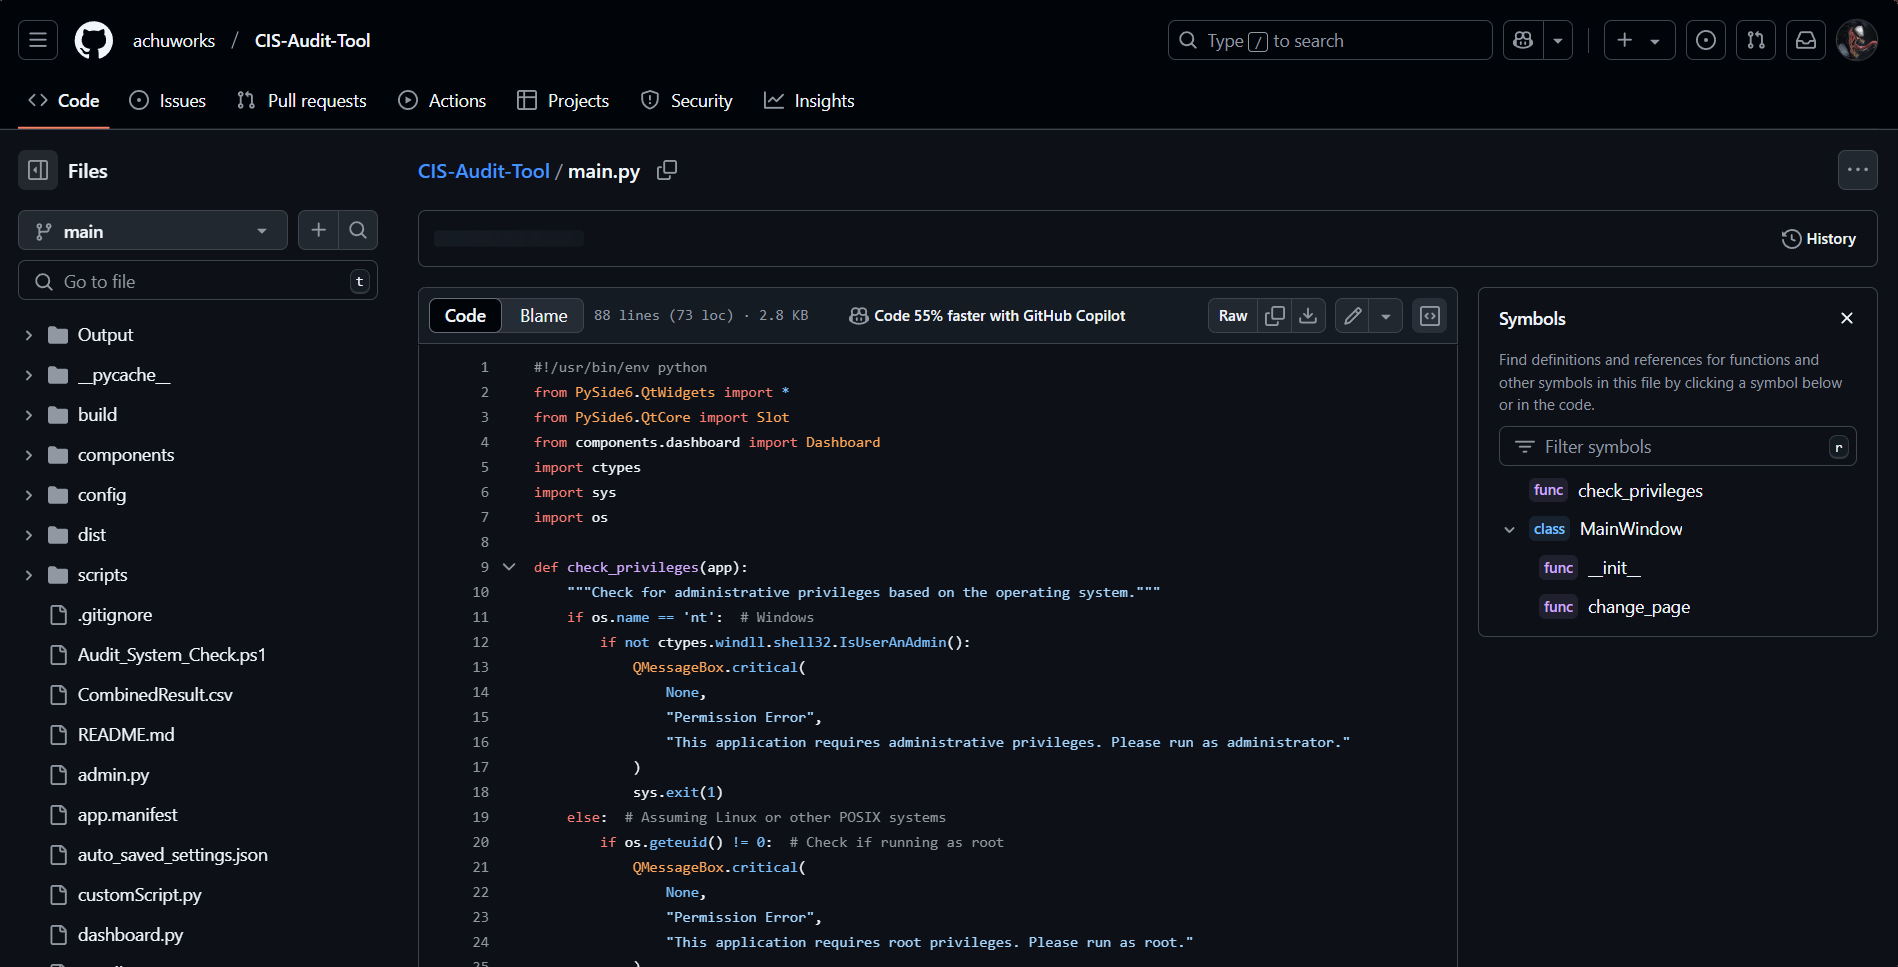 achuworks / CIS-Audit-Tool
Type / to search
Code
Issues
Pull requests
Actions
Projects
Security
Insights
Files
main
Go to file
t
Output
__pycache__
build
components
config
dist
scripts
.gitignore
Audit_System_Check.ps1
CombinedResult.csv
README.md
admin.py
app.manifest
auto_saved_settings.json
customScript.py
dashboard.py
CIS-Audit-Tool / main.py
History
Code
Blame
88 lines (73 loc) · 2.8 KB
Code 55% faster with GitHub Copilot
Raw
1 #!/usr/bin/env python
2 from PySide6.QtWidgets import *
3 from PySide6.QtCore import Slot
4 from components.dashboard import Dashboard
5 import ctypes
6 import sys
7 import os
8
9 def check_privileges(app):
10 """Check for administrative privileges based on the operating system."""
11 if os.name == 'nt':  # Windows
12 if not ctypes.windll.shell32.IsUserAnAdmin():
13 QMessageBox.critical(
14 None,
15 "Permission Error",
16 "This application requires administrative privileges. Please run as administrator."
17 )
18 sys.exit(1)
19 else:  # Assuming Linux or other POSIX systems
20 if os.geteuid() != 0:  # Check if running as root
21 QMessageBox.critical(
22 None,
23 "Permission Error",
24 "This application requires root privileges. Please run as root."
25 )
Symbols
Find definitions and references for functions and
other symbols in this file by clicking a symbol below
or in the code.
Filter symbols
r
func check_privileges
class MainWindow
func __init__
func change_page